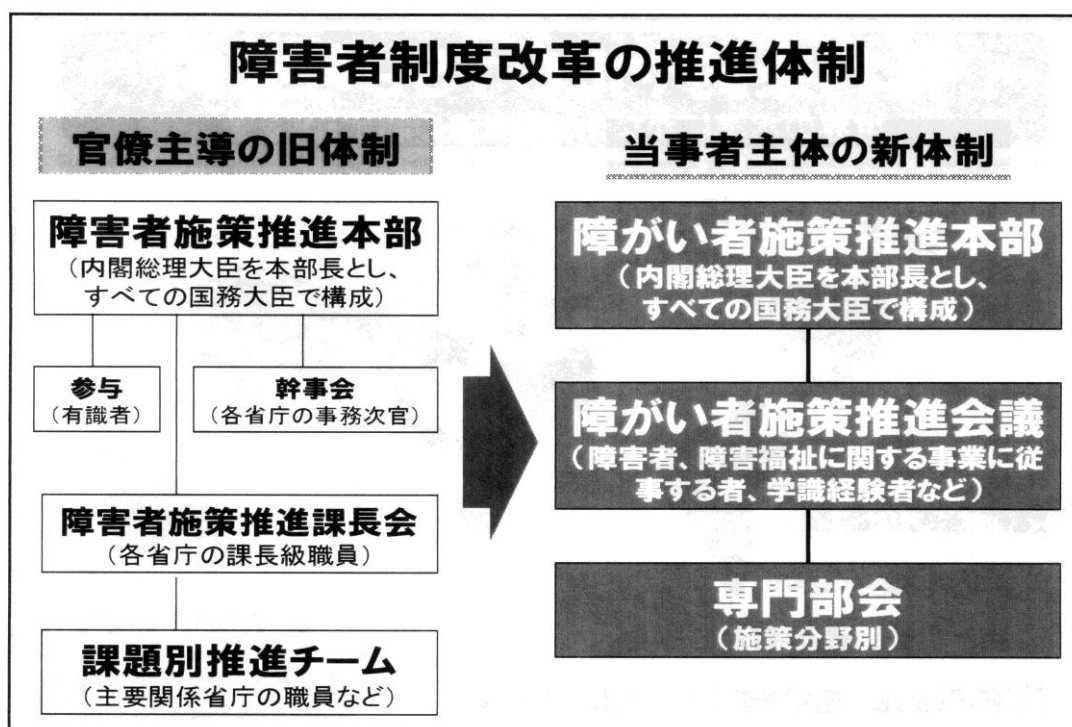 障害者制度改革の推進体制
官僚主導の旧体制
障害者施策推進本部
(内閣総理大臣を本部長とし、
すべての国務大臣で構成)
参与
(有識者)
幹事会
(各省庁の事務次官)
障害者施策推進課長会
(各省庁の課長級職員)
課題別推進チーム
(主要関係省庁の職員など)
当事者主体の新体制
障がい者施策推進本部
(内閣総理大臣を本部長とし、
すべての国務大臣で構成)
障がい者施策推進会議
(障害者、障害福祉に関する事業に従
事する者、学識経験者など)
専門部会
(施策分野別)